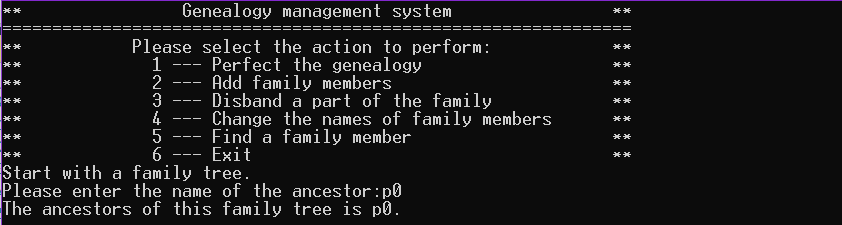 ** Genealogy management system **
===============================================================
** Please select the action to perform: **
** 1 --- Perfect the genealogy **
** 2 --- Add family members **
** 3 --- Disband a part of the family **
** 4 --- Change the names of family members **
** 5 --- Find a family member **
** 6 --- Exit **
Start with a family tree.
Please enter the name of the ancestor:p0
The ancestors of this family tree is p0.